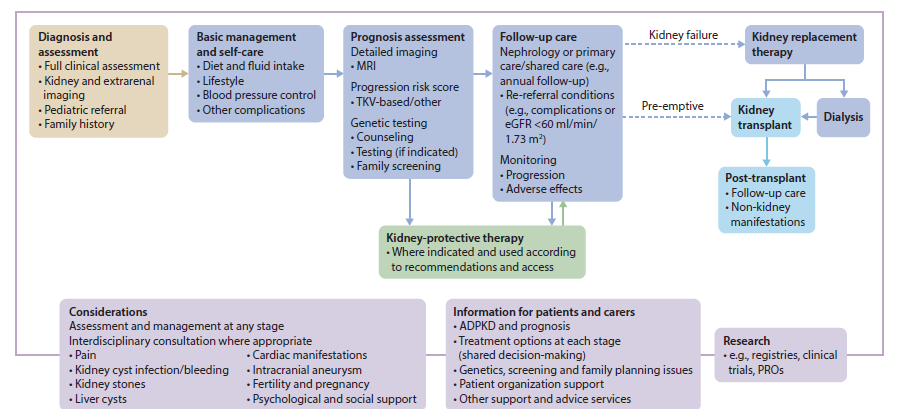 Diagnosis and
assessment
• Full clinical assessment
• Kidney and extrarenal
imaging
• Pediatric referral
• Family history
Basic management
and self-care
• Diet and fluid intake
• Lifestyle
• Blood pressure control
• Other complications
Prognosis assessment
Detailed imaging
• MRI
Progression risk score
• TKV-based/other
Genetic testing
• Counseling
• Testing (if indicated)
• Family screening
Follow-up care
Nephrology or primary
care/shared care (e.g.,
annual follow-up)
• Re-referral conditions
(e.g., complications or
eGFR <60 ml/min/
1.73 m²)
Monitoring
• Progression
• Adverse effects
Kidney failure
Pre-emptive
Kidney replacement
therapy
Kidney
transplant
Dialysis
Post-transplant
• Follow-up care
• Non-kidney
manifestations
Kidney-protective therapy
• Where indicated and used according
to recommendations and access
Considerations
Assessment and management at any stage
Interdisciplinary consultation where appropriate
• Pain
• Kidney cyst infection/bleeding
• Kidney stones
• Liver cysts
• Cardiac manifestations
• Intracranial aneurysm
• Fertility and pregnancy
• Psychological and social support
Information for patients and carers
• ADPKD and prognosis
• Treatment options at each stage
(shared decision-making)
• Genetics, screening and family planning issues
• Patient organization support
• Other support and advice services
Research
• e.g., registries, clinical
trials, PROs